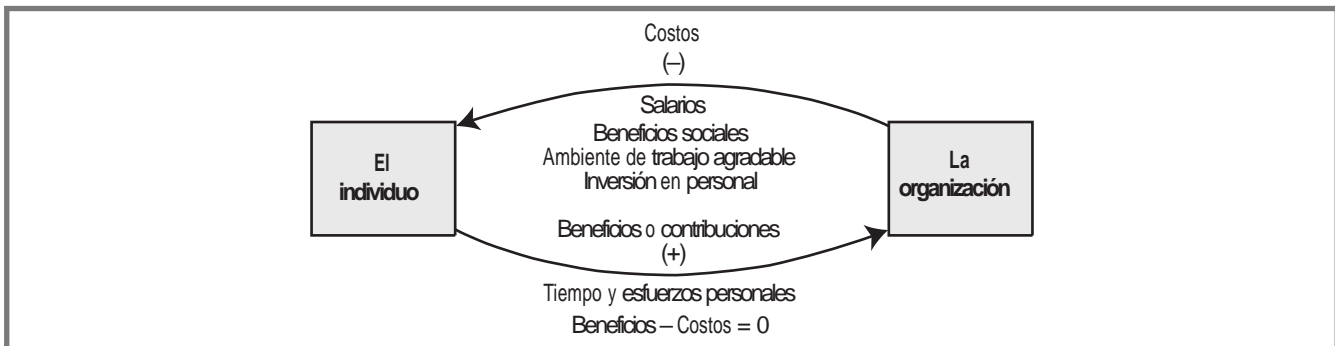 Costos
(–)
Salarios
Beneficios sociales
Ambiente de trabajo agradable
Inversión en personal
El
individuo
La
organización
Beneficios o contribuciones
(+)
Tiempo y esfuerzos personales
Beneficios – Costos = 0